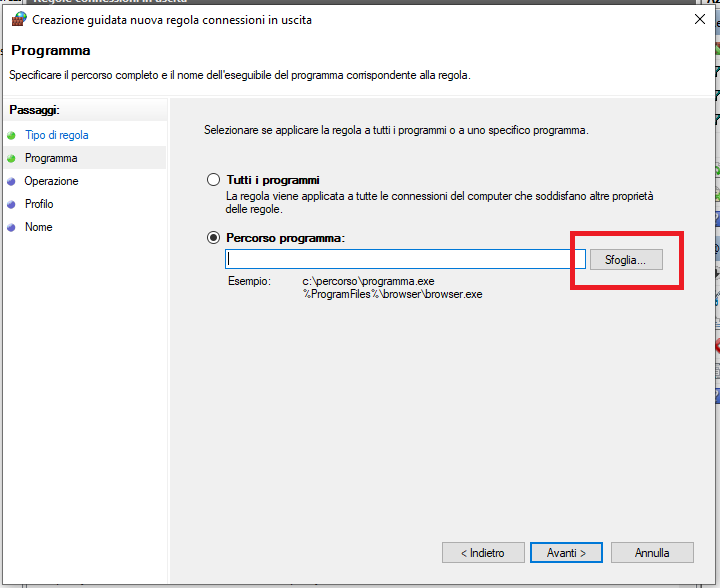 Regole connessioni in uscita
Creazione guidata nuova regola connessioni in uscita
Programma
Specificare il percorso completo e il nome dell'eseguibile del programma corrispondente alla regola.
Passaggi:
Tipo di regola
Programma
Operazione
Profilo
Nome
Selezionare se applicare la regola a tutti i programmi o a uno specifico programma.
Tutti i programmi
La regola viene applicata a tutte le connessioni del computer che soddisfano altre proprietà
delle regole.
Percorso programma:
Sfoglia...
Esempio: c:\percorso\programma.exe
%ProgramFiles%\browser\browser.exe
< Indietro
Avanti >
Annulla